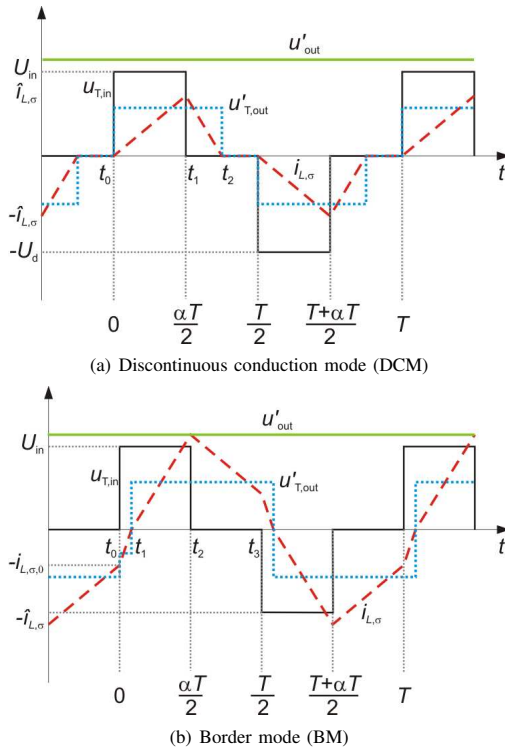 u'out
Uin
uT,in
îL,σ
u'T,out
iL,σ
t0
t1
t2
t
-îL,σ
-Ud
0
αT/2
T/2
T+αT/2
T
(a) Discontinuous conduction mode (DCM)
u'out
Uin
uT,in
u'T,out
t0
t1
t2
t3
t
-iL,σ,0
-îL,σ
iL,σ
0
αT/2
T/2
T+αT/2
T
(b) Border mode (BM)